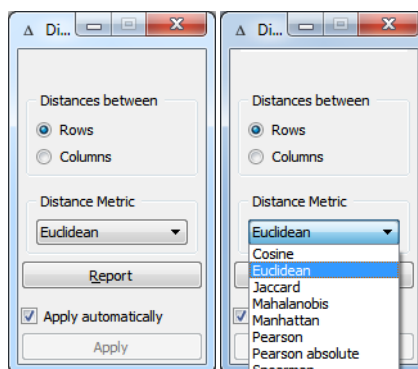 Di...
Distances between
Rows
Columns
Distance Metric
Euclidean
Report
Apply automatically
Apply
Di...
Distances between
Rows
Columns
Distance Metric
Euclidean
Cosine
Euclidean
Jaccard
Mahalanobis
Manhattan
Pearson
Pearson absolute